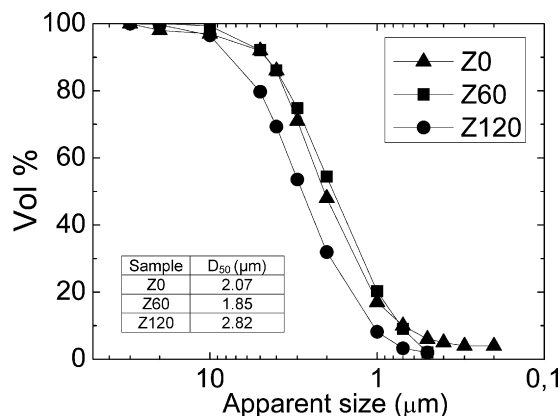 100
80
60
40
20
0
Vol %
Z0
Z60
Z120
Sample D₅₀ (µm)
Z0 2.07
Z60 1.85
Z120 2.82
10 1 0,1
Apparent size (µm)